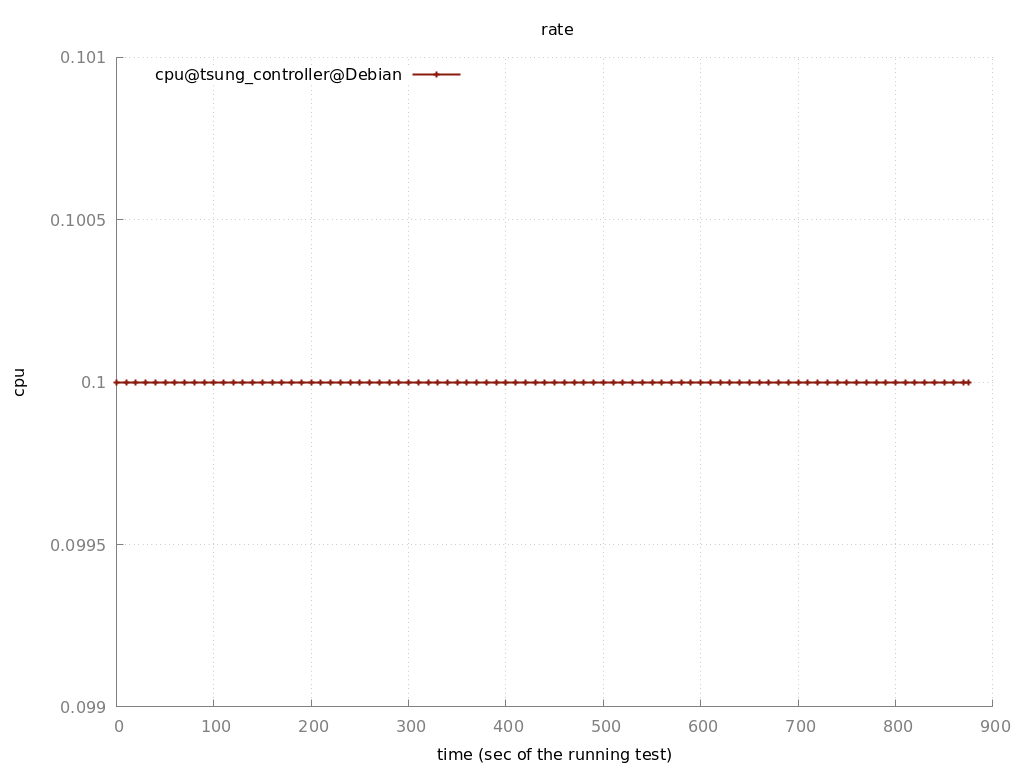 rate
0.101
cpu@tsung_controller@Debian
0.1005
cpu
0.1
0.0995
0.099
0 100 200 300 400 500 600 700 800 900
time (sec of the running test)